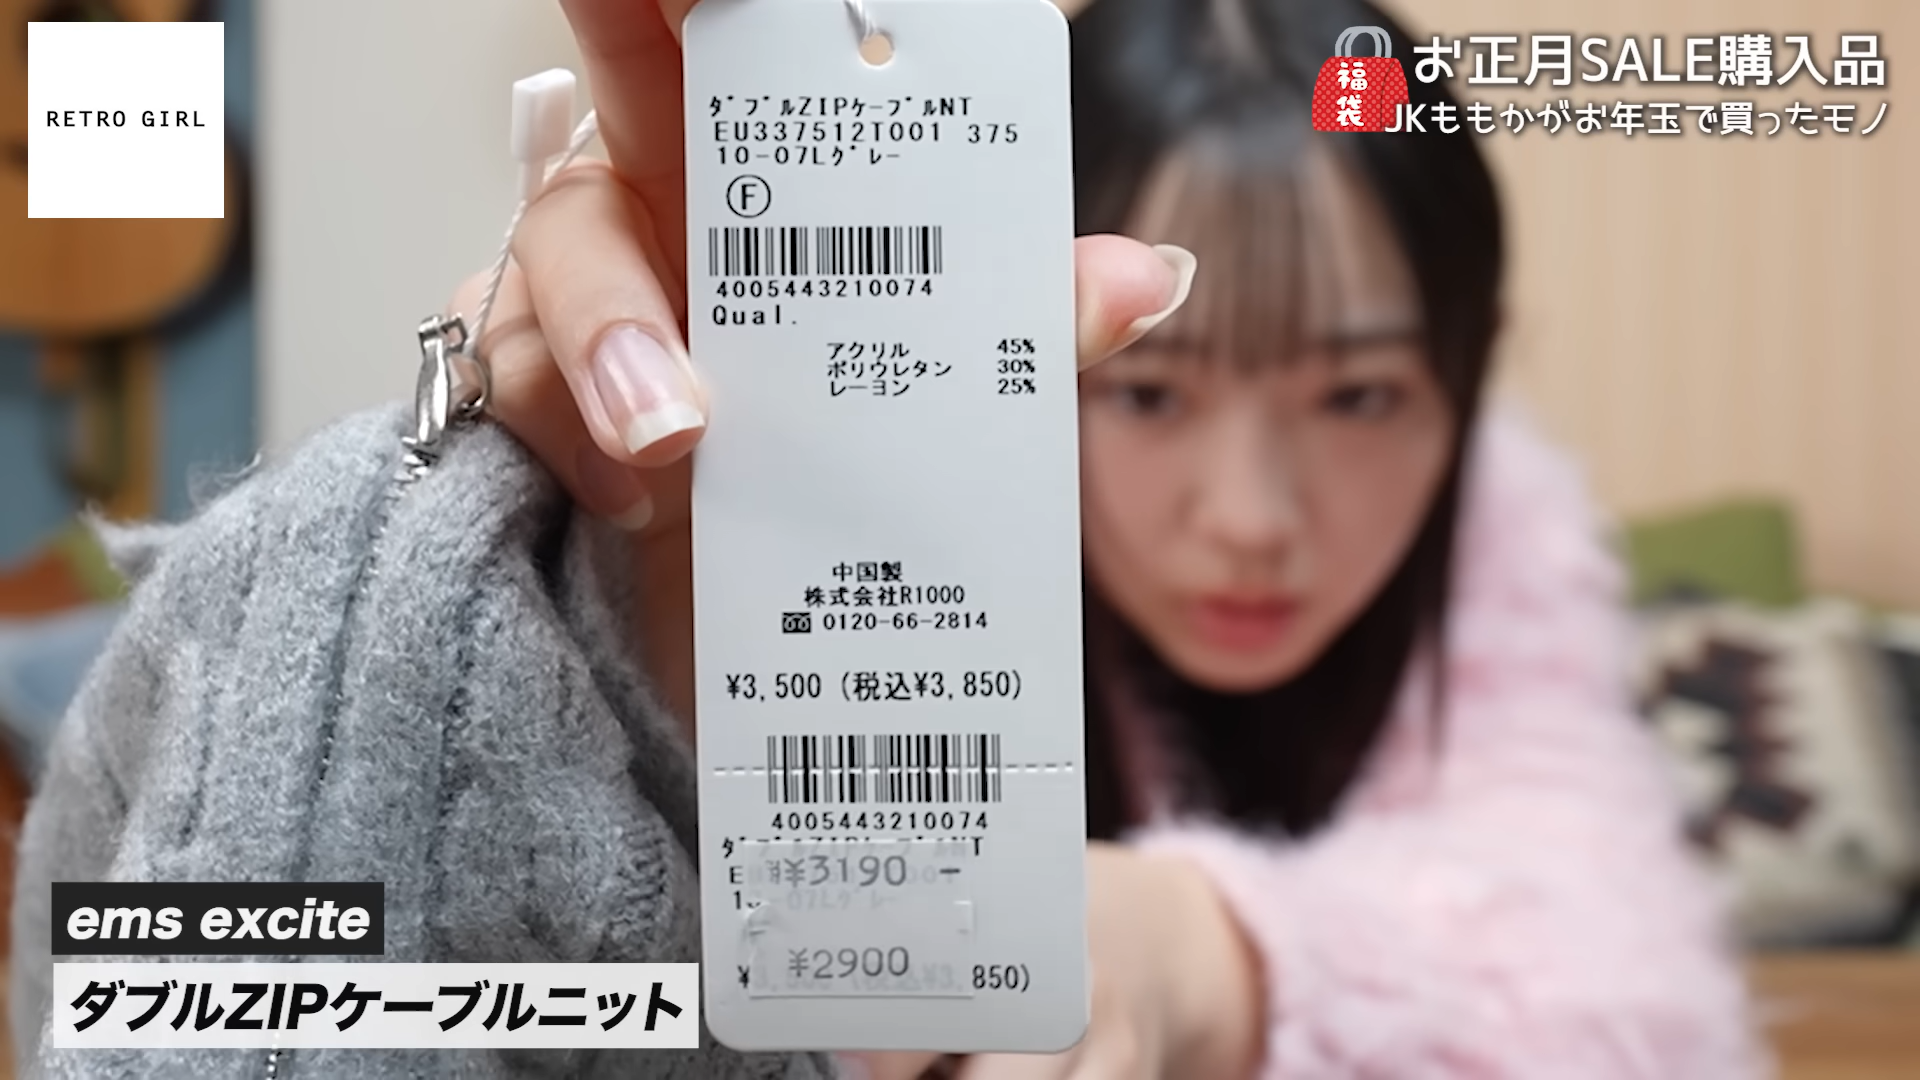 RETRO GIRL
福袋
お正月SALE購入品
JKももかがお年玉で買ったモノ
ダブルZIPケーブルNT
EU337512T001 375
10-07Lグレー
F
4005443210074
Qual.
アクリル 45%
ポリウレタン 30%
レーヨン 25%
中国製
株式会社R1000
0120-66-2814
¥3,500 (税込¥3,850)
4005443210074
¥3190 -
¥2900
850)
ems excite
ダブルZIPケーブルニット